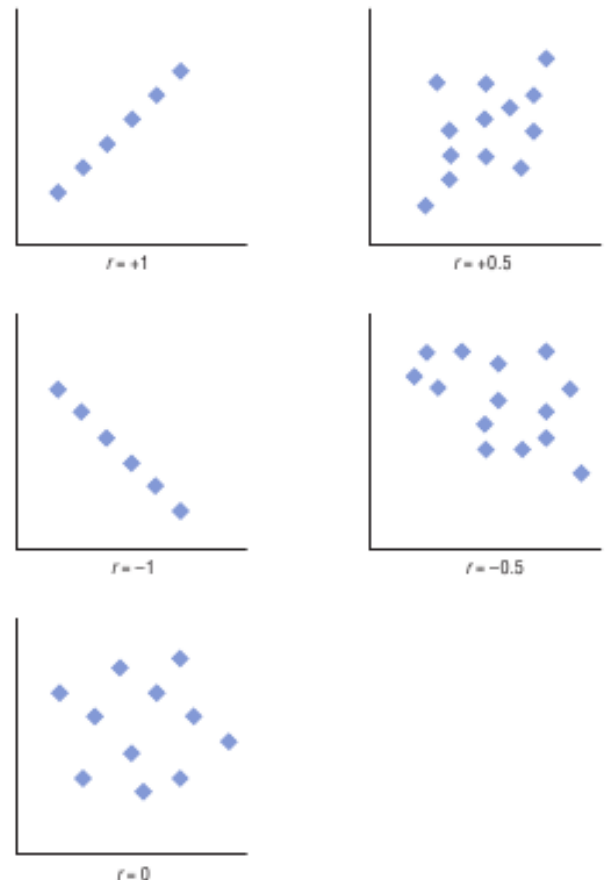 r = +1
r = +0.5
r = −1
r = −0.5
r = 0